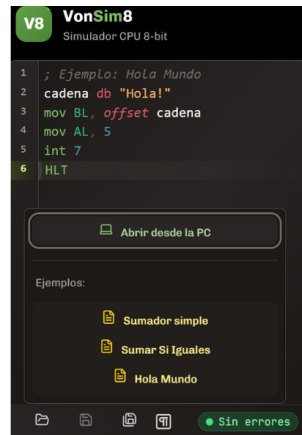 V8
VonSim8
Simulador CPU 8-bit
1 ; Ejemplo: Hola Mundo
2 cadena db "Hola!"
3 mov BL, offset cadena
4 mov AL, 5
5 int 7
6 HLT
Abrir desde la PC
Ejemplos:
Sumador simple
Sumar Si Iguales
Hola Mundo
¶ Sin errores